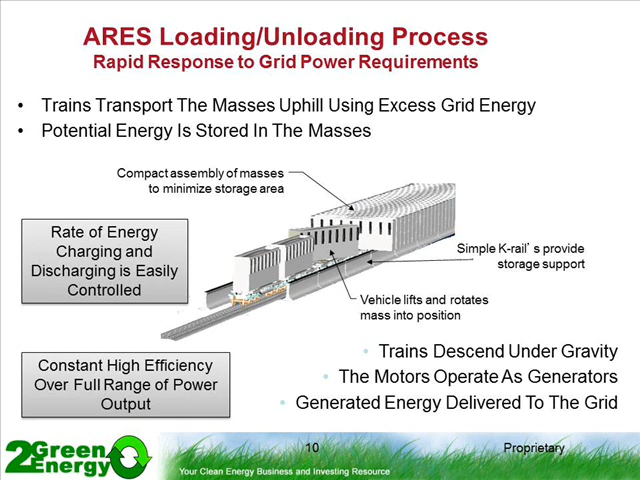 ARES Loading/Unloading Process
Rapid Response to Grid Power Requirements
• Trains Transport The Masses Uphill Using Excess Grid Energy
• Potential Energy Is Stored In The Masses
Compact assembly of masses
to minimize storage area
Rate of Energy
Charging and
Discharging is Easily
Controlled
Simple K-rail’s provide
storage support
Vehicle lifts and rotates
mass into position
Constant High Efficiency
Over Full Range of Power
Output
• Trains Descend Under Gravity
• The Motors Operate As Generators
• Generated Energy Delivered To The Grid
2Green
Energy
10
Proprietary
Your Clean Energy Business and Investing Resource